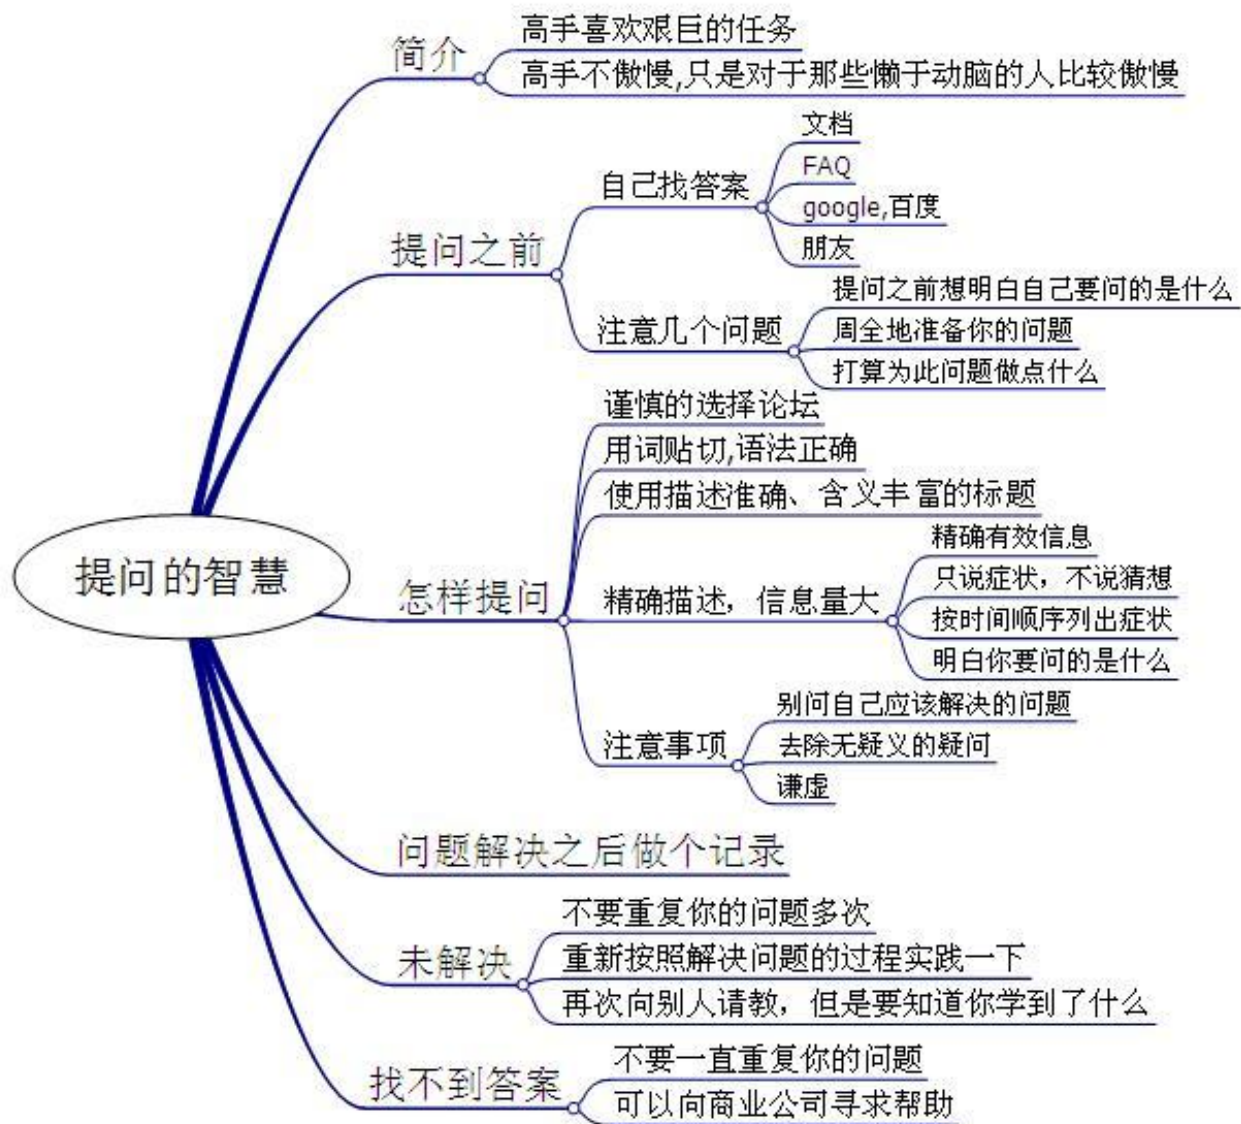 提问的智慧
简介
高手喜欢艰巨的任务
高手不傲慢,只是对于那些懒于动脑的人比较傲慢
提问之前
自己找答案
文档
FAQ
google,百度
朋友
注意几个问题
提问之前想明白自己要问的是什么
周全地准备你的问题
打算为此问题做点什么
怎样提问
谨慎的选择论坛
用词贴切,语法正确
使用描述准确、含义丰富的标题
精确描述，信息量大
精确有效信息
只说症状，不说猜想
按时间顺序列出症状
明白你要问的是什么
注意事项
别问自己应该解决的问题
去除无疑义的疑问
谦虚
问题解决之后做个记录
未解决
不要重复你的问题多次
重新按照解决问题的过程实践一下
再次向别人请教，但是要知道你学到了什么
找不到答案
不要一直重复你的问题
可以向商业公司寻求帮助